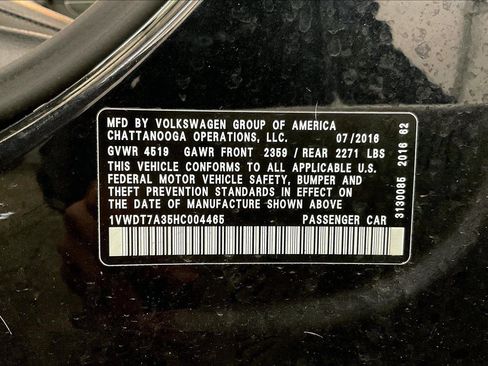 MFD BY VOLKSWAGEN GROUP OF AMERICA
CHATTANOOGA OPERATIONS, LLC. 07/2016
GVWR 4519 GAWR FRONT 2359 / REAR 2271 LBS
THIS VEHICLE CONFORMS TO ALL APPLICABLE U.S.
FEDERAL MOTOR VEHICLE SAFETY, BUMPER AND
THEFT PREVENTION STANDARDS IN EFFECT ON
THE DATE OF MANUFACTURE SHOWN ABOVE
1VWDT7A35HC004465 PASSENGER CAR
3130085 2016 62